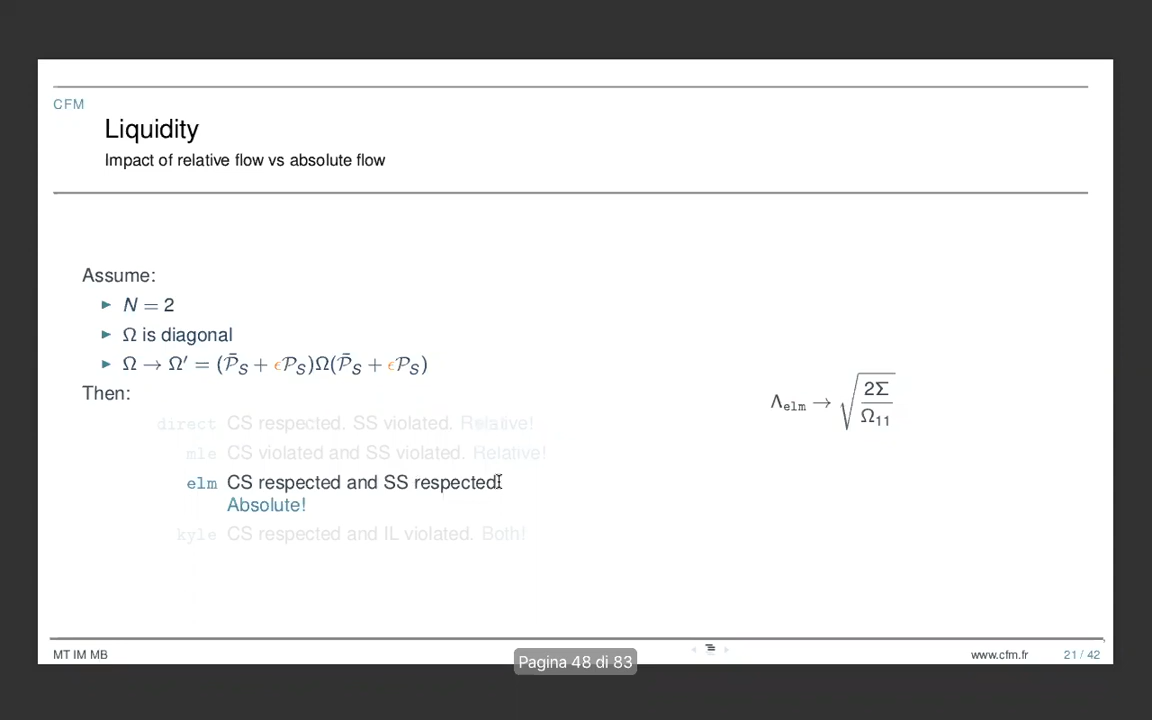 CFM
Liquidity
Impact of relative flow vs absolute flow
Assume:
► N = 2
► Ω is diagonal
► Ω → Ω′ = (P̄_S + ϵP_S)Ω(P̄_S + ϵP_S)
Then:
direct CS respected. SS violated. Relative!
mle CS violated and SS violated. Relative!
elm CS respected and SS respected.
Absolute!
kyle CS respected and IL violated. Both!
Λ_elm → √(2Σ / Ω₁₁)
MT IM MB
www.cfm.fr
21 / 42
Pagina 48 di 83